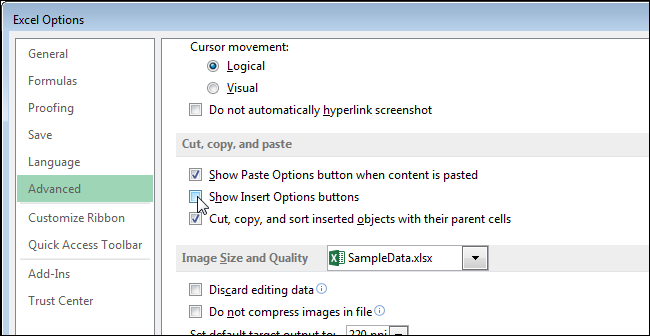 Excel Options
General
Formulas
Proofing
Save
Language
Advanced
Customize Ribbon
Quick Access Toolbar
Add-Ins
Trust Center
Cursor movement:
Logical
Visual
Do not automatically hyperlink screenshot
Cut, copy, and paste
Show Paste Options button when content is pasted
Show Insert Options buttons
Cut, copy, and sort inserted objects with their parent cells
Image Size and Quality SampleData.xlsx
Discard editing data
Do not compress images in file
Set default target output to: 220 ppi